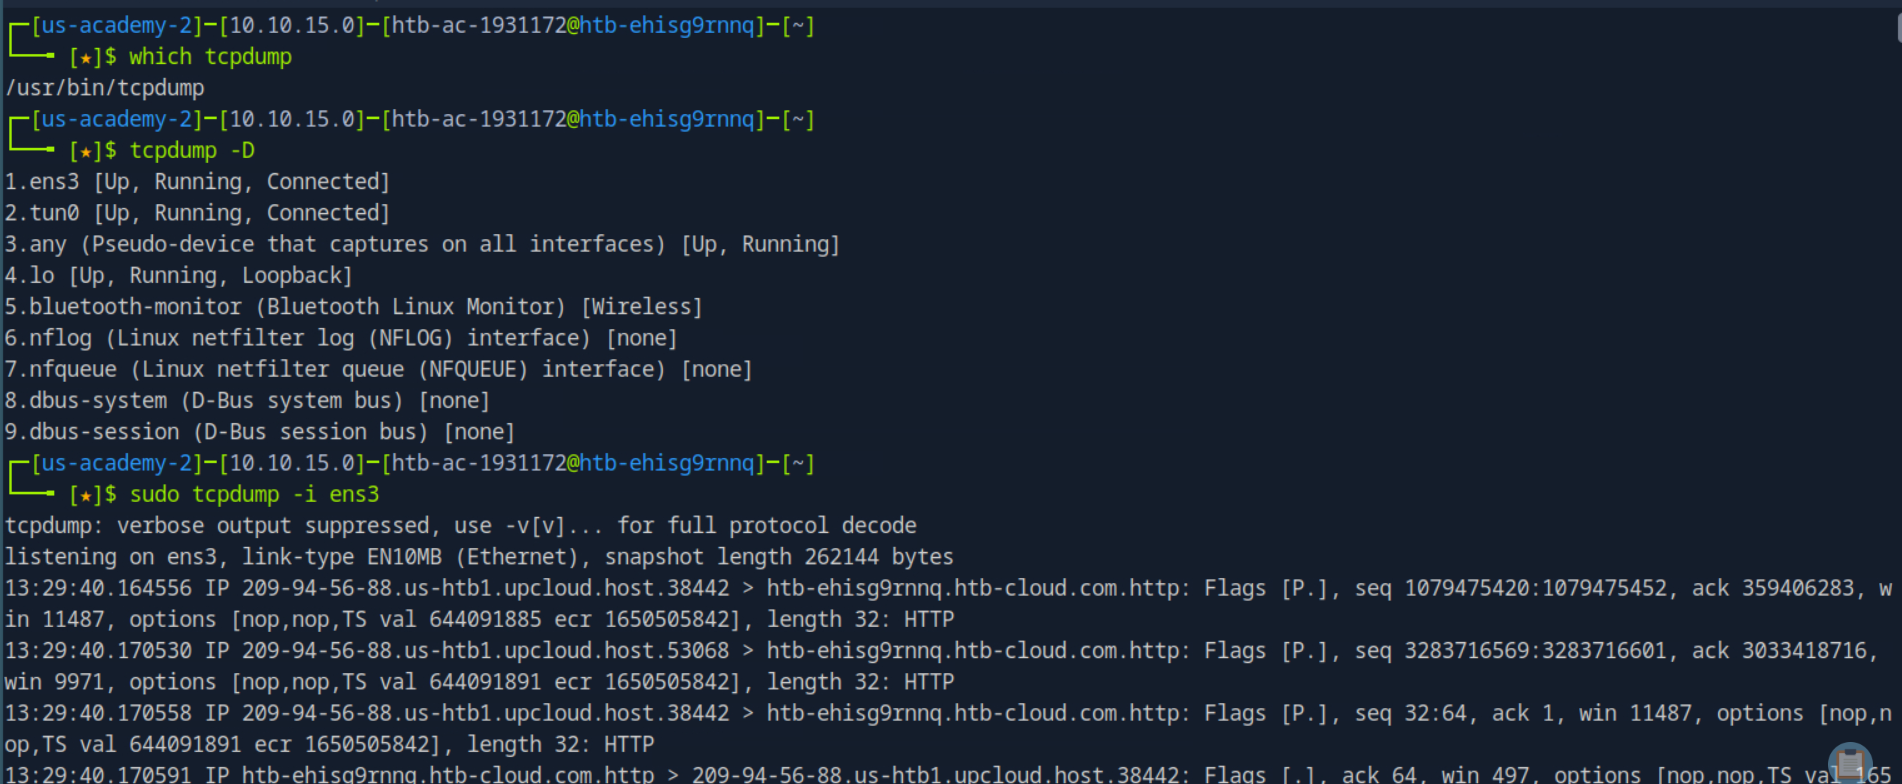 [us-academy-2]─[10.10.15.0]─[htb-ac-1931172@htb-ehisg9rnnq]─[~]
[★]$ which tcpdump
/usr/bin/tcpdump
[us-academy-2]─[10.10.15.0]─[htb-ac-1931172@htb-ehisg9rnnq]─[~]
[★]$ tcpdump -D
1.ens3 [Up, Running, Connected]
2.tun0 [Up, Running, Connected]
3.any (Pseudo-device that captures on all interfaces) [Up, Running]
4.lo [Up, Running, Loopback]
5.bluetooth-monitor (Bluetooth Linux Monitor) [Wireless]
6.nflog (Linux netfilter log (NFLOG) interface) [none]
7.nfqueue (Linux netfilter queue (NFQUEUE) interface) [none]
8.dbus-system (D-Bus system bus) [none]
9.dbus-session (D-Bus session bus) [none]
[us-academy-2]─[10.10.15.0]─[htb-ac-1931172@htb-ehisg9rnnq]─[~]
[★]$ sudo tcpdump -i ens3
tcpdump: verbose output suppressed, use -v[v]... for full protocol decode
listening on ens3, link-type EN10MB (Ethernet), snapshot length 262144 bytes
13:29:40.164556 IP 209-94-56-88.us-htb1.upcloud.host.38442 > htb-ehisg9rnnq.htb-cloud.com.http: Flags [P.], seq 1079475420:1079475452, ack 359406283, w
in 11487, options [nop,nop,TS val 644091885 ecr 1650505842], length 32: HTTP
13:29:40.170530 IP 209-94-56-88.us-htb1.upcloud.host.53068 > htb-ehisg9rnnq.htb-cloud.com.http: Flags [P.], seq 3283716569:3283716601, ack 3033418716,
win 9971, options [nop,nop,TS val 644091891 ecr 1650505842], length 32: HTTP
13:29:40.170558 IP 209-94-56-88.us-htb1.upcloud.host.38442 > htb-ehisg9rnnq.htb-cloud.com.http: Flags [P.], seq 32:64, ack 1, win 11487, options [nop,n
op,TS val 644091891 ecr 1650505842], length 32: HTTP
13:29:40.170591 IP htb-ehisg9rnnq.htb-cloud.com.http > 209-94-56-88.us-htb1.upcloud.host.38442: Flags [.], ack 64, win 497, options [nop,nop,TS val 165